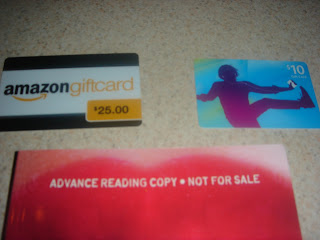 amazongiftcard
$25.00
$10
ADVANCE READING COPY • NOT FOR SALE